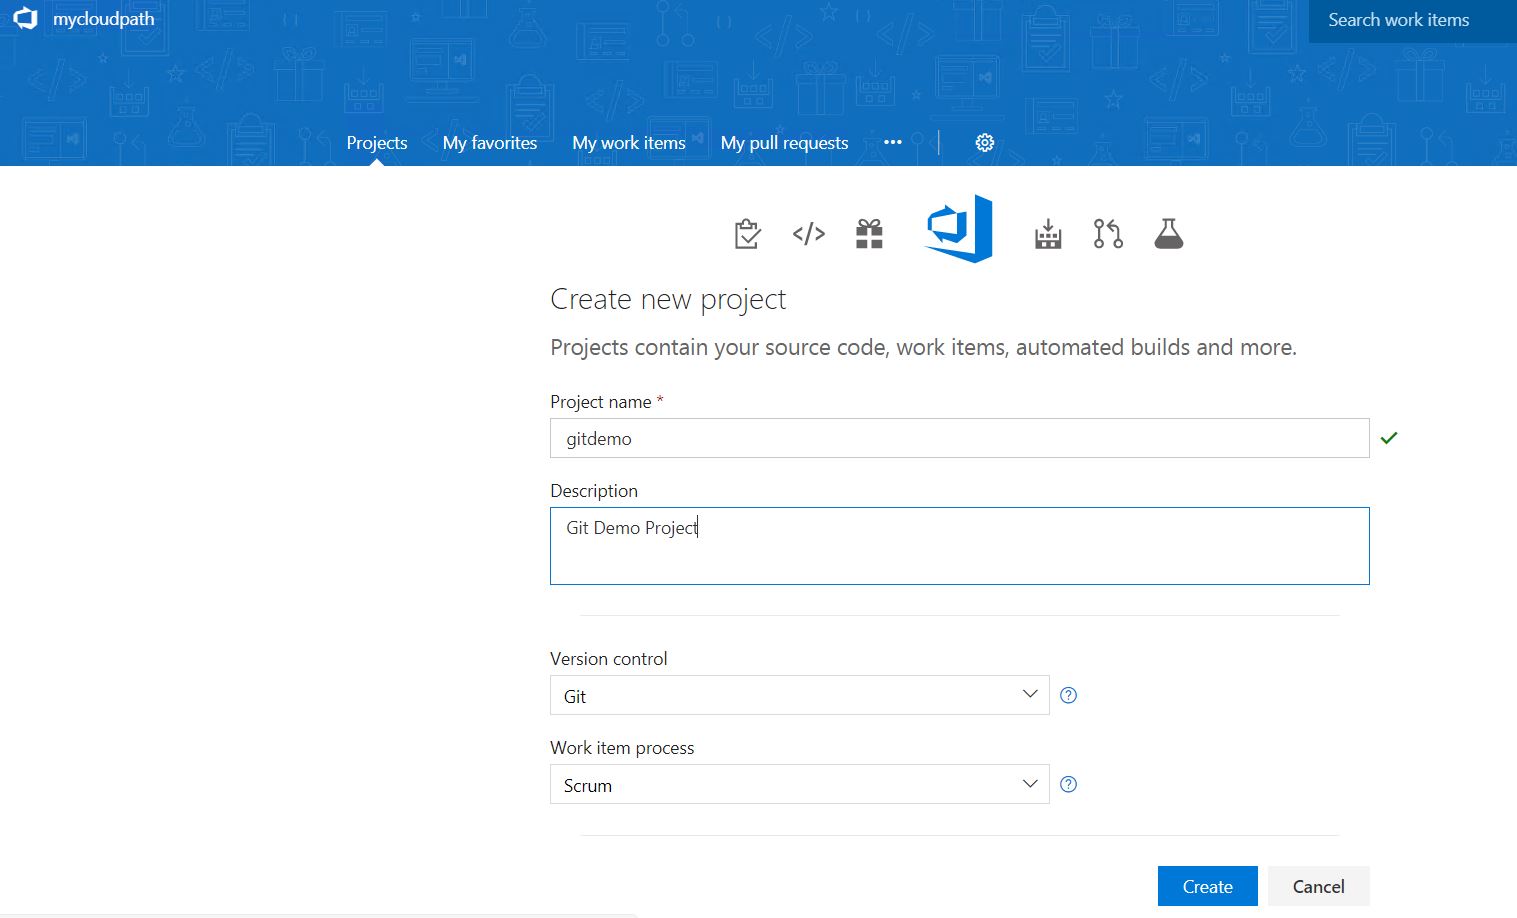 mycloudpath
Search work items
Projects My favorites My work items My pull requests ...
Create new project
Projects contain your source code, work items, automated builds and more.
Project name *
gitdemo
Description
Git Demo Project
Version control
Git
Work item process
Scrum
Create Cancel